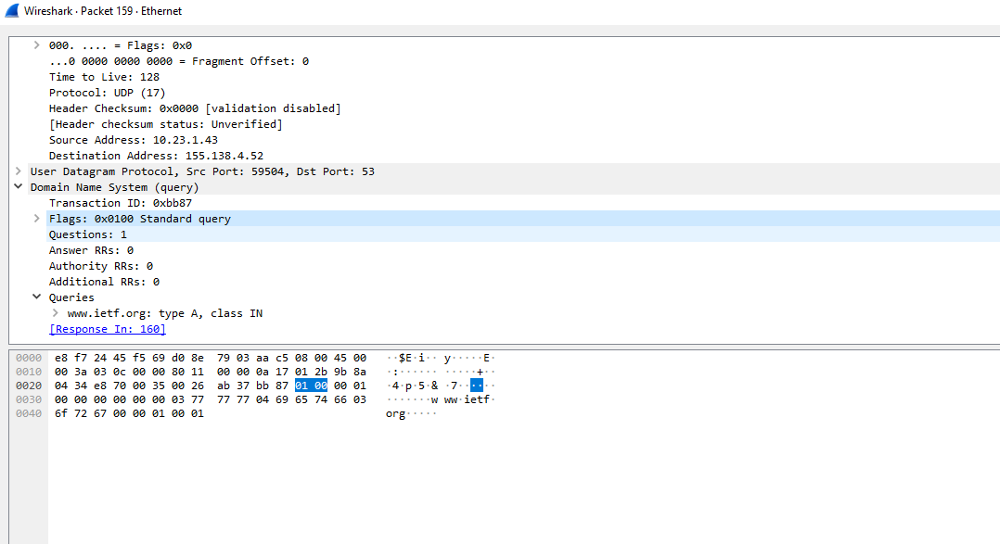 Wireshark · Packet 159 · Ethernet
000. .... = Flags: 0x0
...0 0000 0000 0000 = Fragment Offset: 0
Time to Live: 128
Protocol: UDP (17)
Header Checksum: 0x0000 [validation disabled]
[Header checksum status: Unverified]
Source Address: 10.23.1.43
Destination Address: 155.138.4.52
User Datagram Protocol, Src Port: 59504, Dst Port: 53
Domain Name System (query)
Transaction ID: 0xbb87
Flags: 0x0100 Standard query
Questions: 1
Answer RRs: 0
Authority RRs: 0
Additional RRs: 0
Queries
www.ietf.org: type A, class IN
[Response In: 160]
0000 e8 f7 24 45 f5 69 d0 8e 79 03 aa c5 08 00 45 00 ··$E·i·· y·····E·
0010 00 3a 03 0c 00 00 80 11 00 00 0a 17 01 2b 9b 8a ·:······ ·····+··
0020 04 34 e8 70 00 35 00 26 ab 37 bb 87 01 00 00 01 ·4·p·5·& ·7······
0030 00 00 00 00 00 00 03 77 77 77 04 69 65 74 66 03 ·······w ww·ietf·
0040 6f 72 67 00 00 01 00 01 org·····